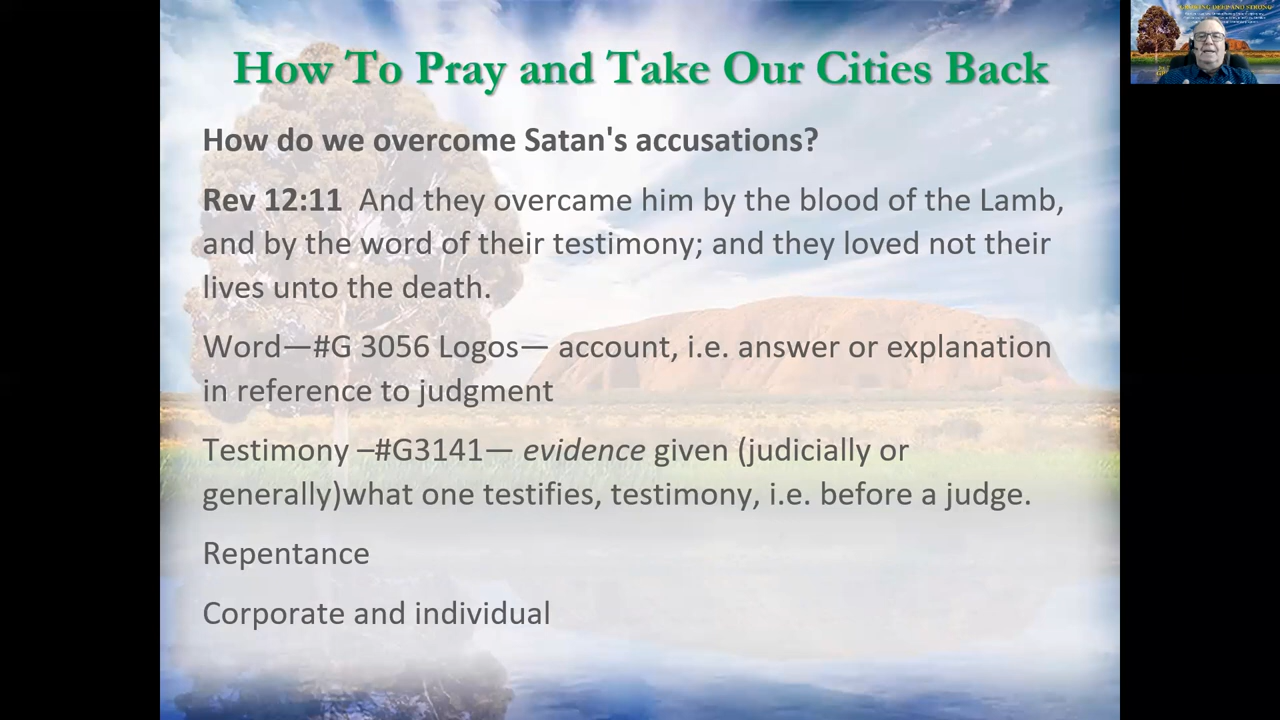 How To Pray and Take Our Cities Back
How do we overcome Satan's accusations?
Rev 12:11  And they overcame him by the blood of the Lamb,
and by the word of their testimony; and they loved not their
lives unto the death.
Word—#G 3056 Logos— account, i.e. answer or explanation
in reference to judgment
Testimony –#G3141— evidence given (judicially or
generally)what one testifies, testimony, i.e. before a judge.
Repentance
Corporate and individual